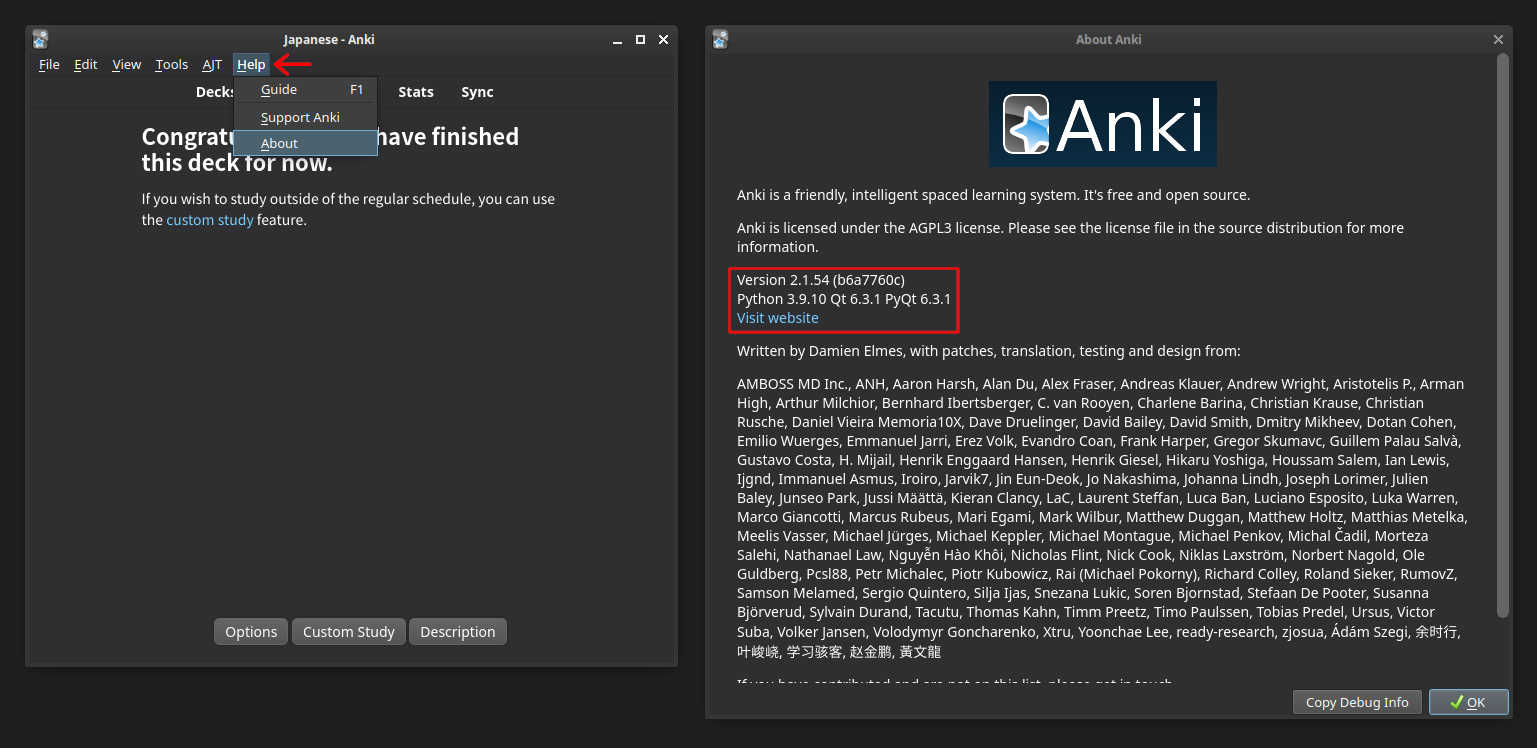 Japanese - Anki
File Edit View Tools AJT Help
Decks Stats Sync
Guide F1
Support Anki
About
have finished
this deck for now.
If you wish to study outside of the regular schedule, you can use
the custom study feature.
Options Custom Study Description
About Anki
Anki
Anki is a friendly, intelligent spaced learning system. It's free and open source.
Anki is licensed under the AGPL3 license. Please see the license file in the source distribution for more
information.
Version 2.1.54 (b6a7760c)
Python 3.9.10 Qt 6.3.1 PyQt 6.3.1
Visit website
Written by Damien Elmes, with patches, translation, testing and design from:
AMBOSS MD Inc., ANH, Aaron Harsh, Alan Du, Alex Fraser, Andreas Klauer, Andrew Wright, Aristotelis P., Arman
High, Arthur Milchior, Bernhard Ibertsberger, C. van Rooyen, Charlene Barina, Christian Krause, Christian
Rusche, Daniel Vieira Memoria10X, Dave Druelinger, David Bailey, David Smith, Dmitry Mikheev, Dotan Cohen,
Emilio Wuerges, Emmanuel Jarri, Erez Volk, Evandro Coan, Frank Harper, Gregor Skumavc, Guillem Palau Salvà,
Gustavo Costa, H. Mijail, Henrik Enggaard Hansen, Henrik Giesel, Hikaru Yoshiga, Houssam Salem, Ian Lewis,
Ijgnd, Immanuel Asmus, Iroiro, Jarvik7, Jin Eun-Deok, Jo Nakashima, Johanna Lindh, Joseph Lorimer, Julien
Baley, Junseo Park, Jussi Määttä, Kieran Clancy, LaC, Laurent Steffan, Luca Ban, Luciano Esposito, Luka Warren,
Marco Giancotti, Marcus Rubeus, Mari Egami, Mark Wilbur, Matthew Duggan, Matthew Holtz, Matthias Metelka,
Meelis Vasser, Michael Jürges, Michael Keppler, Michael Montague, Michael Penkov, Michal Čadil, Morteza
Salehi, Nathanael Law, Nguyễn Hào Khôi, Nicholas Flint, Nick Cook, Niklas Laxström, Norbert Nagold, Ole
Guldberg, Pcsl88, Petr Michalec, Piotr Kubowicz, Rai (Michael Pokorny), Richard Colley, Roland Sieker, RumovZ,
Samson Melamed, Sergio Quintero, Silja Ijas, Snezana Lukic, Soren Bjornstad, Stefaan De Pooter, Susanna
Björverud, Sylvain Durand, Tacutu, Thomas Kahn, Timm Preetz, Timo Paulssen, Tobias Predel, Ursus, Victor
Suba, Volker Jansen, Volodymyr Goncharenko, Xtru, Yoonchae Lee, ready-research, zjosua, Ádám Szegi, 余时行,
叶峻峣, 学习骇客, 赵金鹏, 黃文龍
If you have contributed and are not on this list, please get in touch.
Copy Debug Info OK